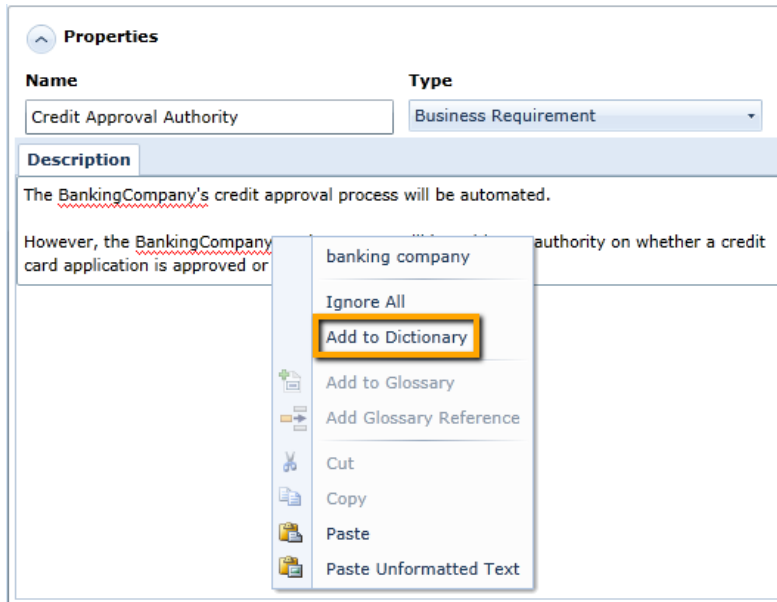 Properties
Name Type
Credit Approval Authority Business Requirement
Description
The BankingCompany's credit approval process will be automated.
However, the BankingCompany authority on whether a credit
card application is approved or
banking company
Ignore All
Add to Dictionary
Add to Glossary
Add Glossary Reference
Cut
Copy
Paste
Paste Unformatted Text